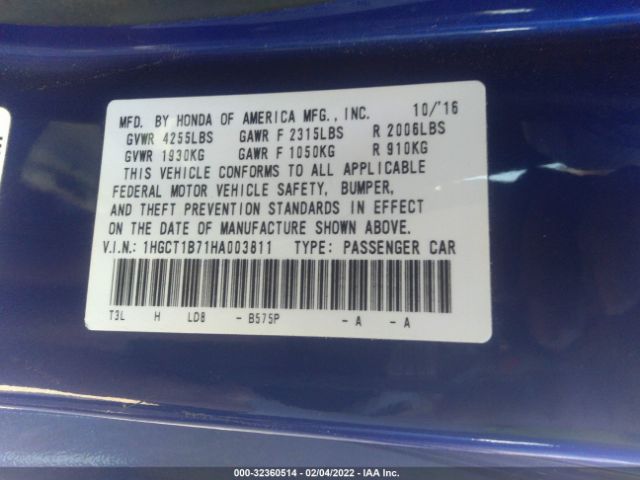 MFD. BY HONDA OF AMERICA MFG., INC. 10/'16
GVWR 4255LBS GAWR F 2315LBS R 2006LBS
GVWR 1930KG GAWR F 1050KG R 910KG
THIS VEHICLE CONFORMS TO ALL APPLICABLE
FEDERAL MOTOR VEHICLE SAFETY, BUMPER,
AND THEFT PREVENTION STANDARDS IN EFFECT
ON THE DATE OF MANUFACTURE SHOWN ABOVE.
V.I.N.: 1HGCT1B71HA003811 TYPE: PASSENGER CAR
T3L H LD8 - B575P - A - A
000-32360514 - 02/04/2022 - IAA Inc.